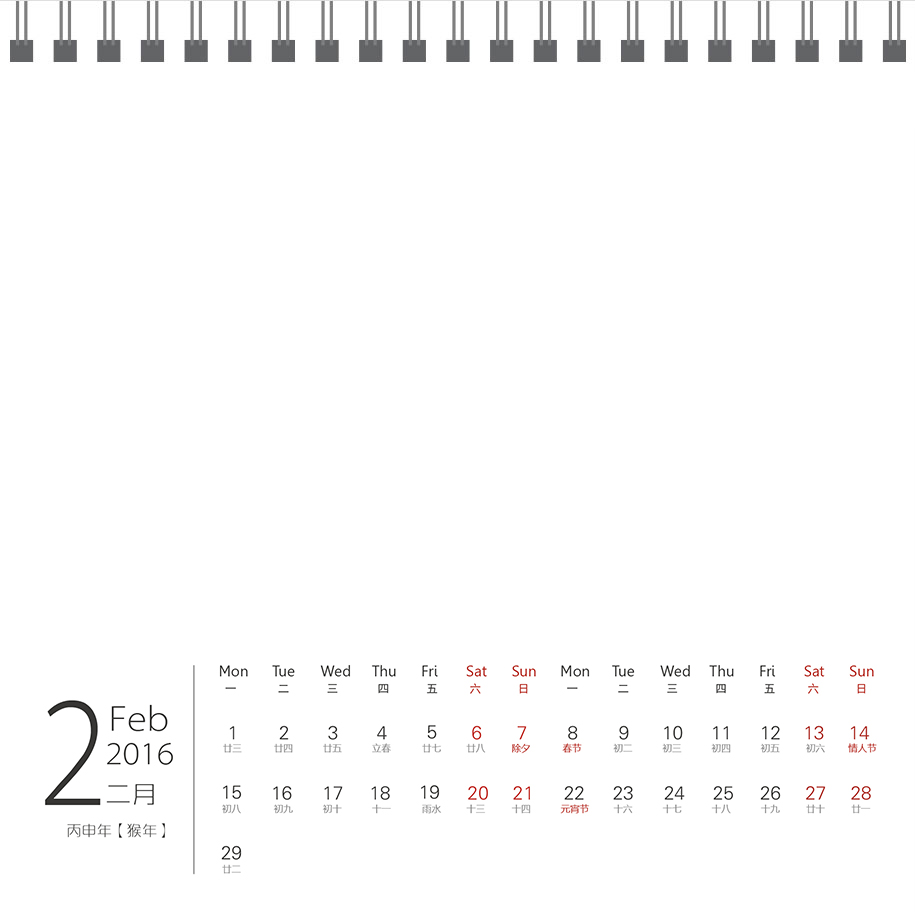 Mon Tue Wed Thu Fri Sat Sun Mon Tue Wed Thu Fri Sat Sun
一 二 三 四 五 六 日 一 二 三 四 五 六 日
2
Feb
2016
二月
丙申年【猴年】
1 2 3 4 5 6 7 8 9 10 11 12 13 14
廿三 廿四 廿五 立春 廿七 廿八 除夕 春节 初二 初三 初四 初五 初六 情人节
15 16 17 18 19 20 21 22 23 24 25 26 27 28
初八 初九 初十 十一 雨水 十三 十四 元宵节 十六 十七 十八 十九 廿十 廿一
29
廿二